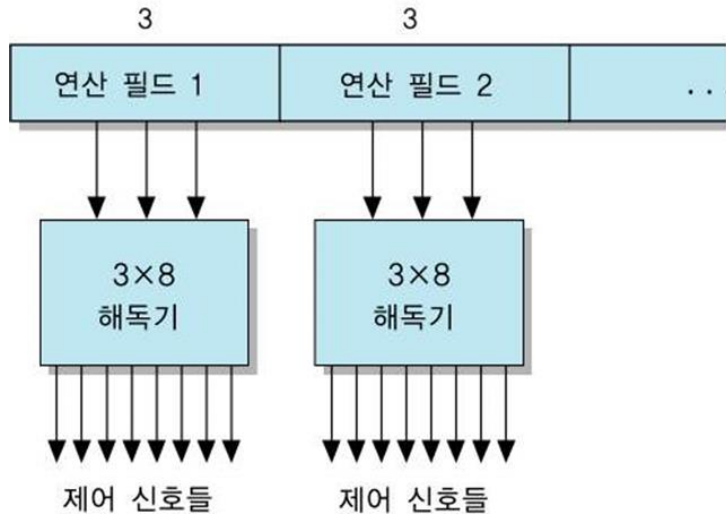 3
3
연산 필드 1
연산 필드 2
. .
3×8
해독기
3×8
해독기
제어 신호들
제어 신호들